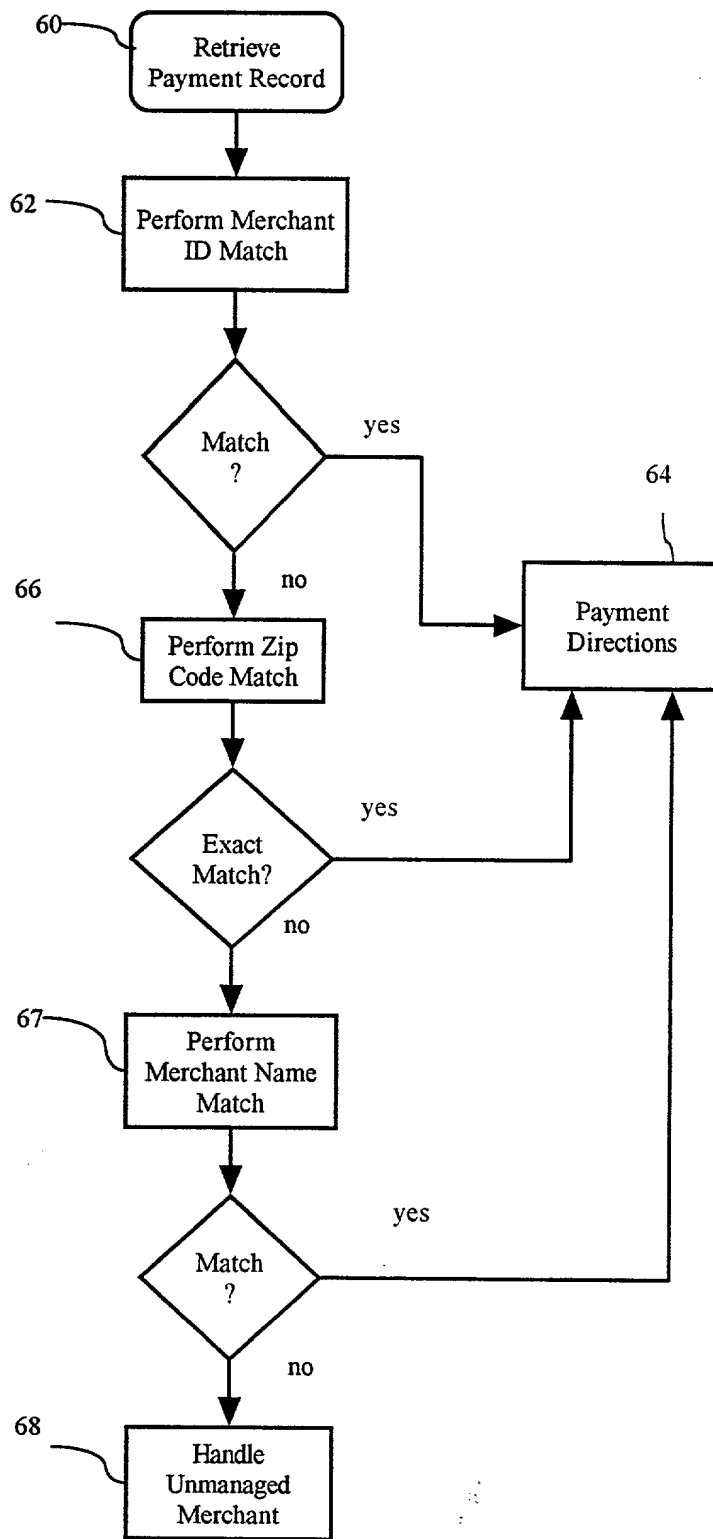 60
Retrieve
Payment Record
62
Perform Merchant
ID Match
Match
?
yes
no
64
Payment
Directions
66
Perform Zip
Code Match
Exact
Match?
yes
no
67
Perform
Merchant Name
Match
Match
?
yes
no
68
Handle
Unmanaged
Merchant